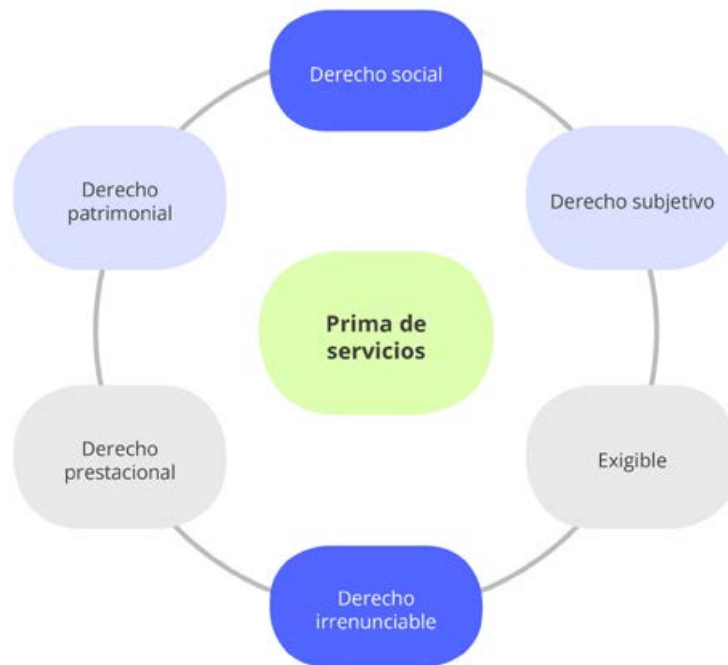 Derecho social
Derecho
patrimonial
Derecho subjetivo
Prima de
servicios
Derecho
prestacional
Exigible
Derecho
irrenunciable